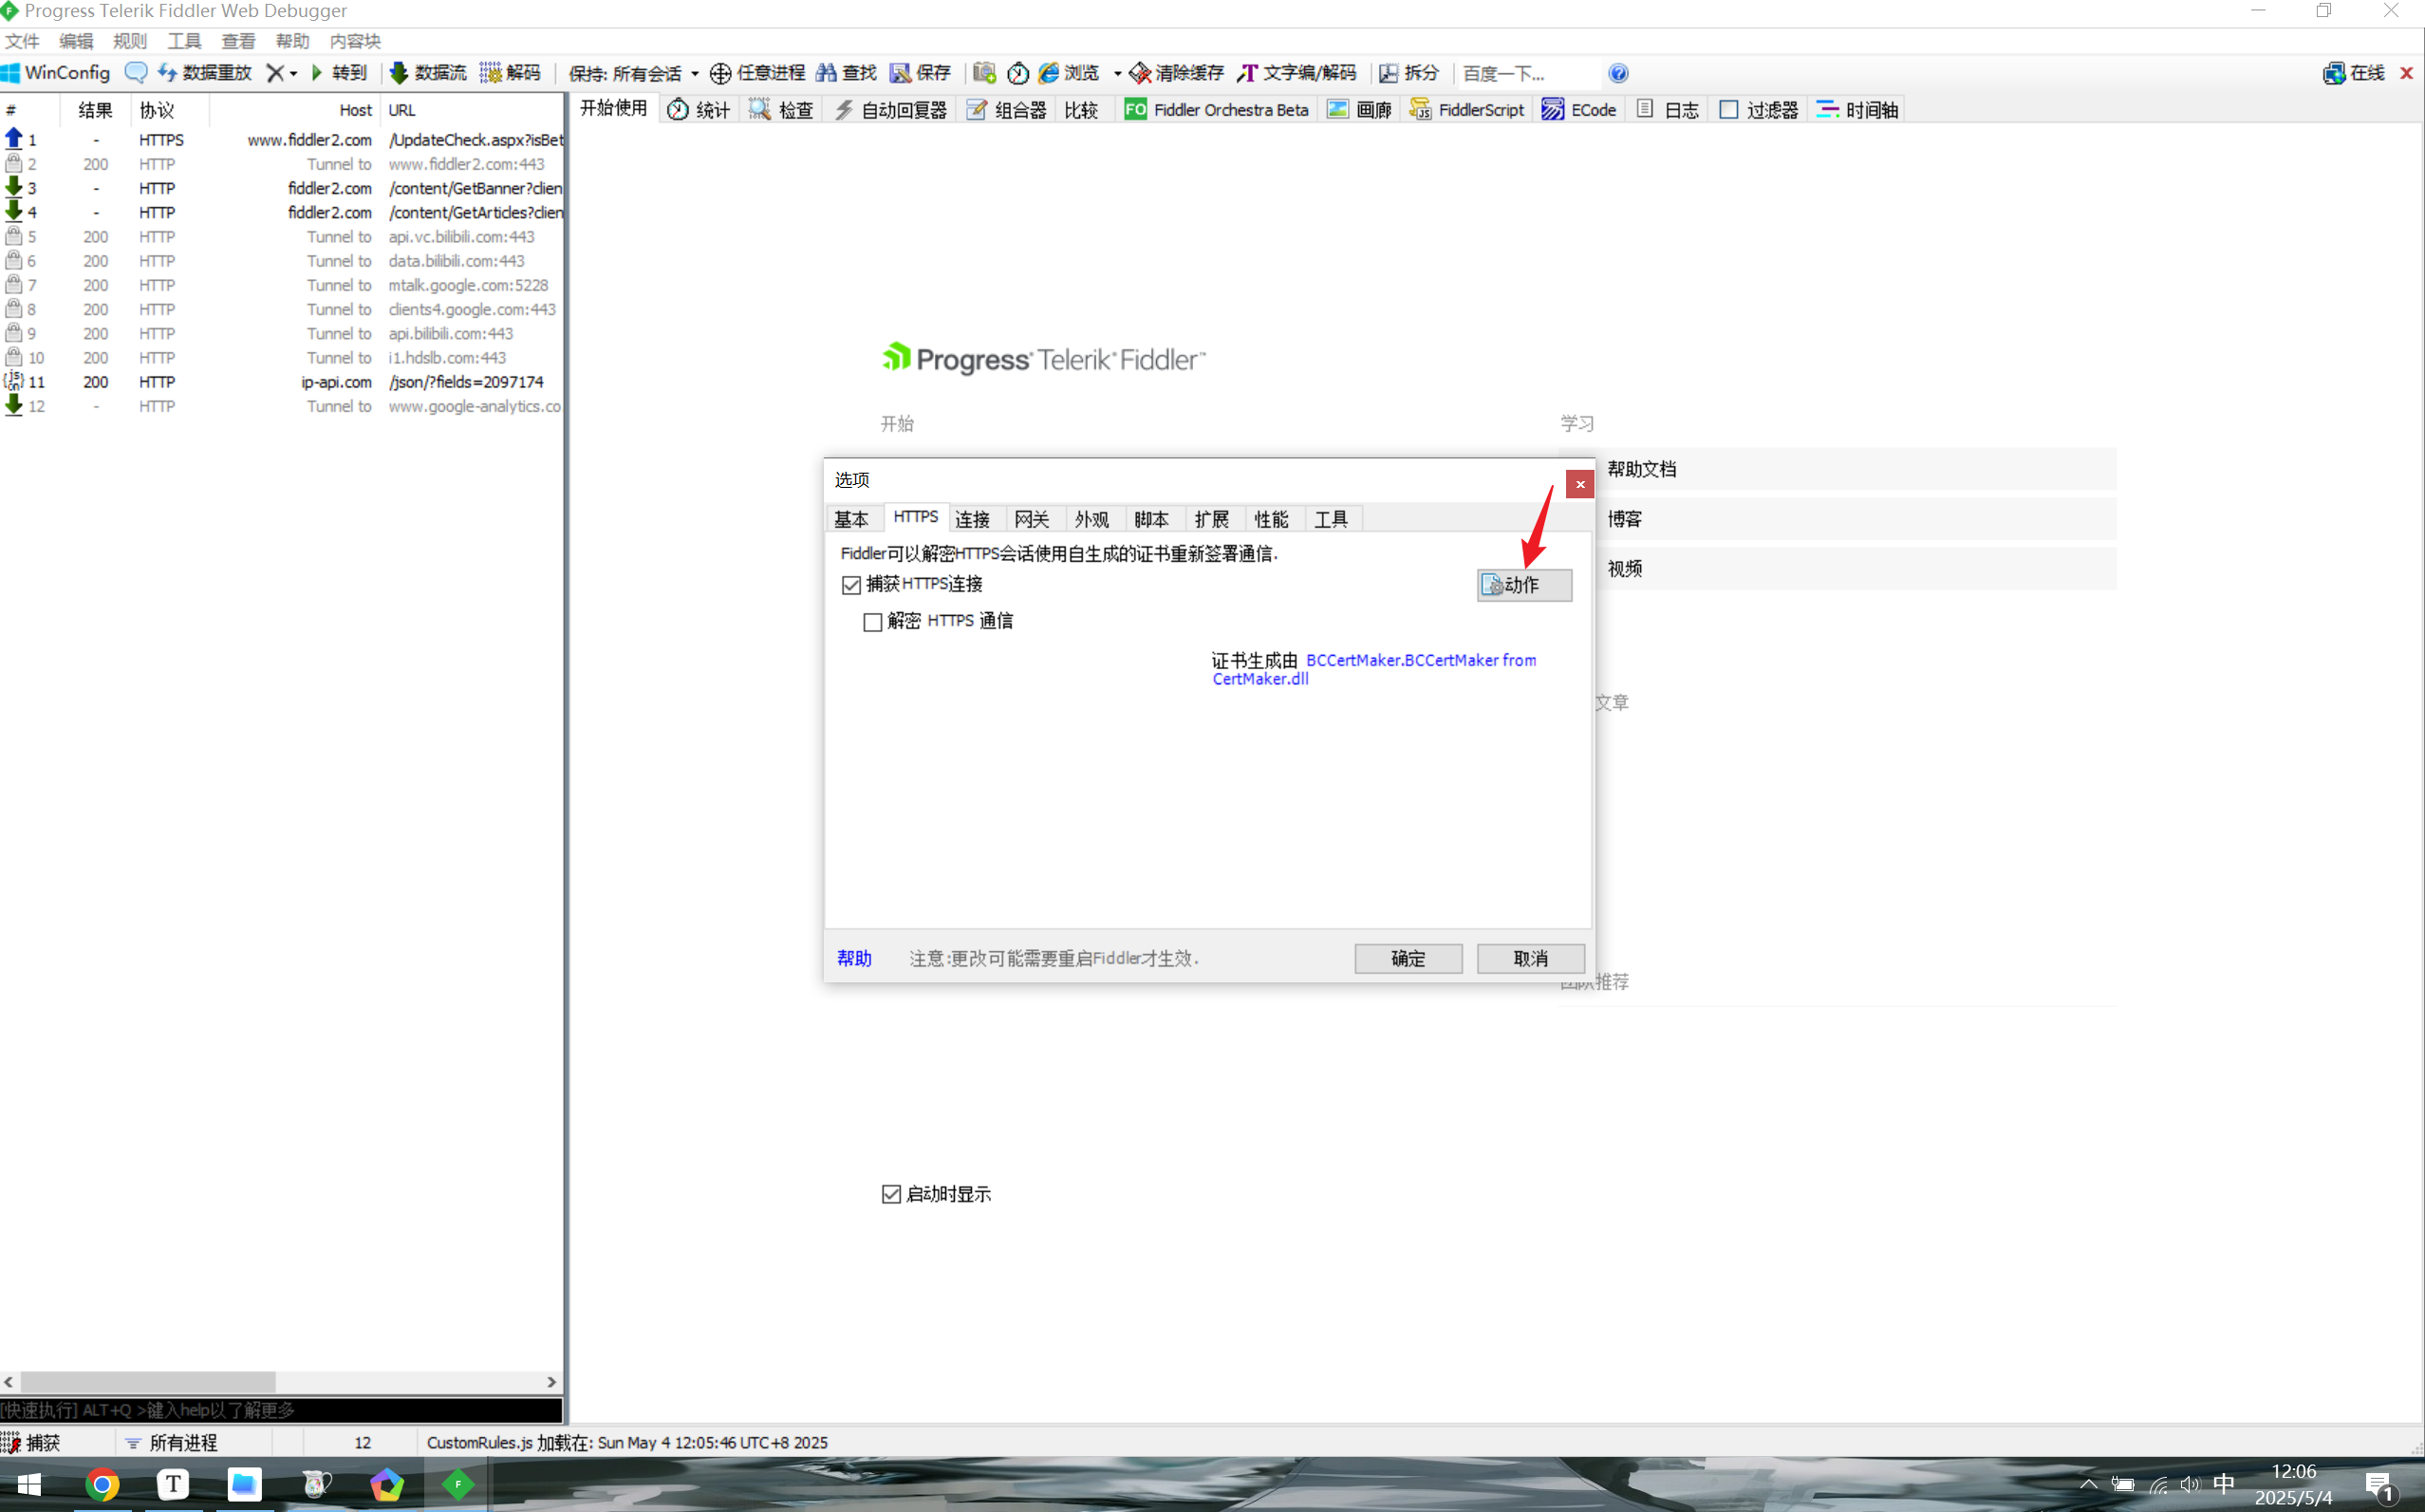 Progress Telerik Fiddler Web Debugger
文件 编辑 规则 工具 查看 帮助 内容块
WinConfig 数据重放 转到 数据流 解码 保持: 所有会话 任意进程 查找 保存 浏览 清除缓存 文字编/解码 拆分 百度一下... 在线
# 结果 协议 Host URL
开始使用 统计 检查 自动回复器 组合器 比较 FO Fiddler Orchestra Beta 画廊 FiddlerScript ECode 日志 过滤器 时间轴
1 - HTTPS www.fiddler2.com /UpdateCheck.aspx?isBet
2 200 HTTP Tunnel to www.fiddler2.com:443
3 - HTTP fiddler2.com /content/GetBanner?clien
4 - HTTP fiddler2.com /content/GetArticles?clien
5 200 HTTP Tunnel to api.vc.bilibili.com:443
6 200 HTTP Tunnel to data.bilibili.com:443
7 200 HTTP Tunnel to mtalk.google.com:5228
8 200 HTTP Tunnel to clients4.google.com:443
9 200 HTTP Tunnel to api.bilibili.com:443
10 200 HTTP Tunnel to i1.hdslb.com:443
11 200 HTTP ip-api.com /json/?fields=2097174
12 - HTTP Tunnel to www.google-analytics.co
Progress Telerik Fiddler™
开始
学习
帮助文档
博客
视频
文章
团队推荐
选项
基本 HTTPS 连接 网关 外观 脚本 扩展 性能 工具
Fiddler可以解密HTTPS会话使用自生成的证书重新签署通信.
捕获HTTPS连接
动作
解密 HTTPS 通信
证书生成由 BCCertMaker.BCCertMaker from
CertMaker.dll
帮助 注意:更改可能需要重启Fiddler才生效. 确定 取消
启动时显示
[快速执行] ALT+Q >键入help以了解更多
捕获 所有进程 12 CustomRules.js 加载在: Sun May 4 12:05:46 UTC+8 2025
中 12:06
2025/5/4 1